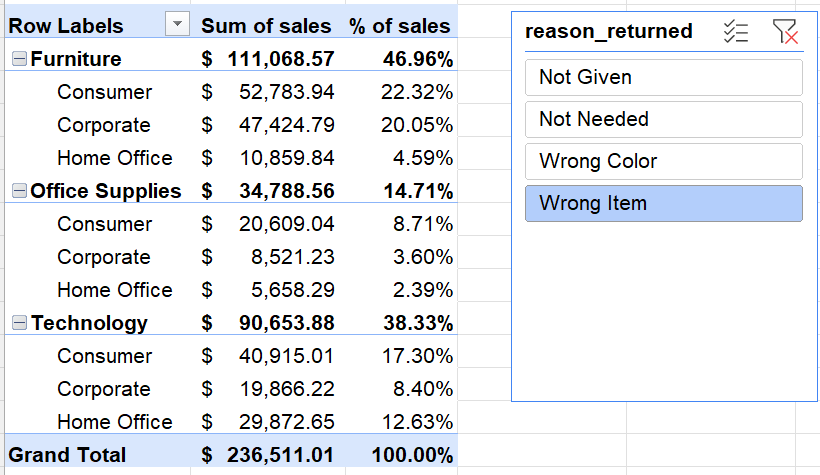 Row Labels Sum of sales % of sales
Furniture $ 111,068.57 46.96%
Consumer $ 52,783.94 22.32%
Corporate $ 47,424.79 20.05%
Home Office $ 10,859.84 4.59%
Office Supplies $ 34,788.56 14.71%
Consumer $ 20,609.04 8.71%
Corporate $ 8,521.23 3.60%
Home Office $ 5,658.29 2.39%
Technology $ 90,653.88 38.33%
Consumer $ 40,915.01 17.30%
Corporate $ 19,866.22 8.40%
Home Office $ 29,872.65 12.63%
Grand Total $ 236,511.01 100.00%
reason_returned
Not Given
Not Needed
Wrong Color
Wrong Item